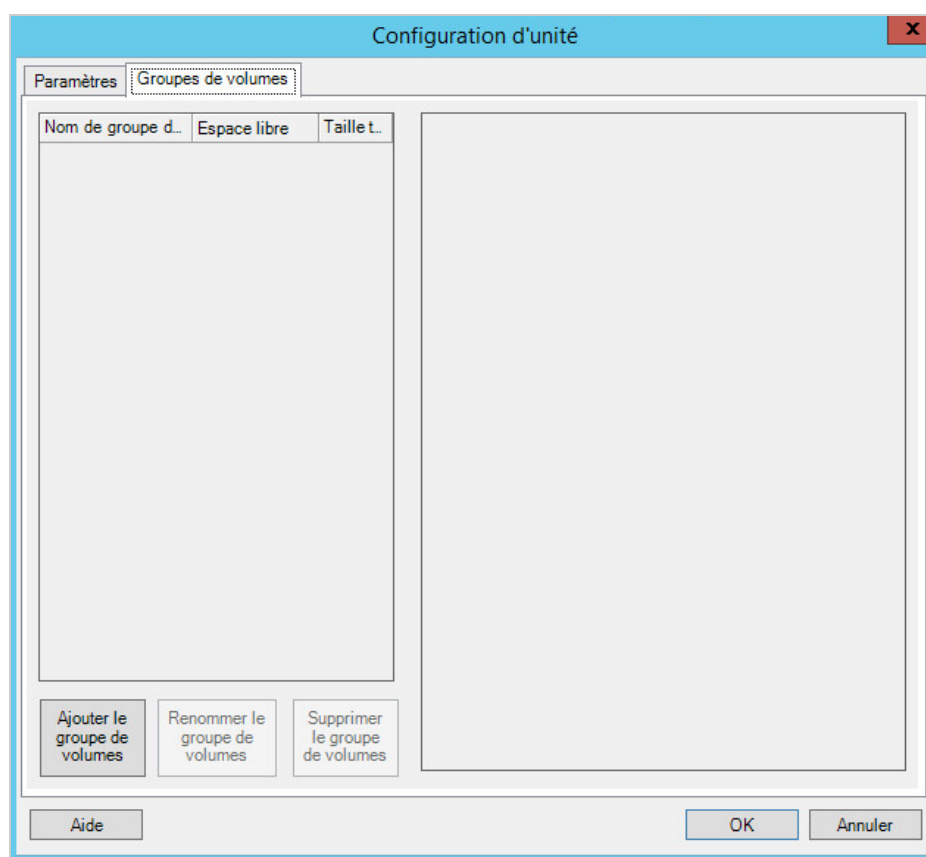 Configuration d'unité
x
Paramètres Groupes de volumes
Nom de groupe d... Espace libre Taille t...
Ajouter le
groupe de
volumes
Renommer le
groupe de
volumes
Supprimer
le groupe
de volumes
Aide OK Annuler